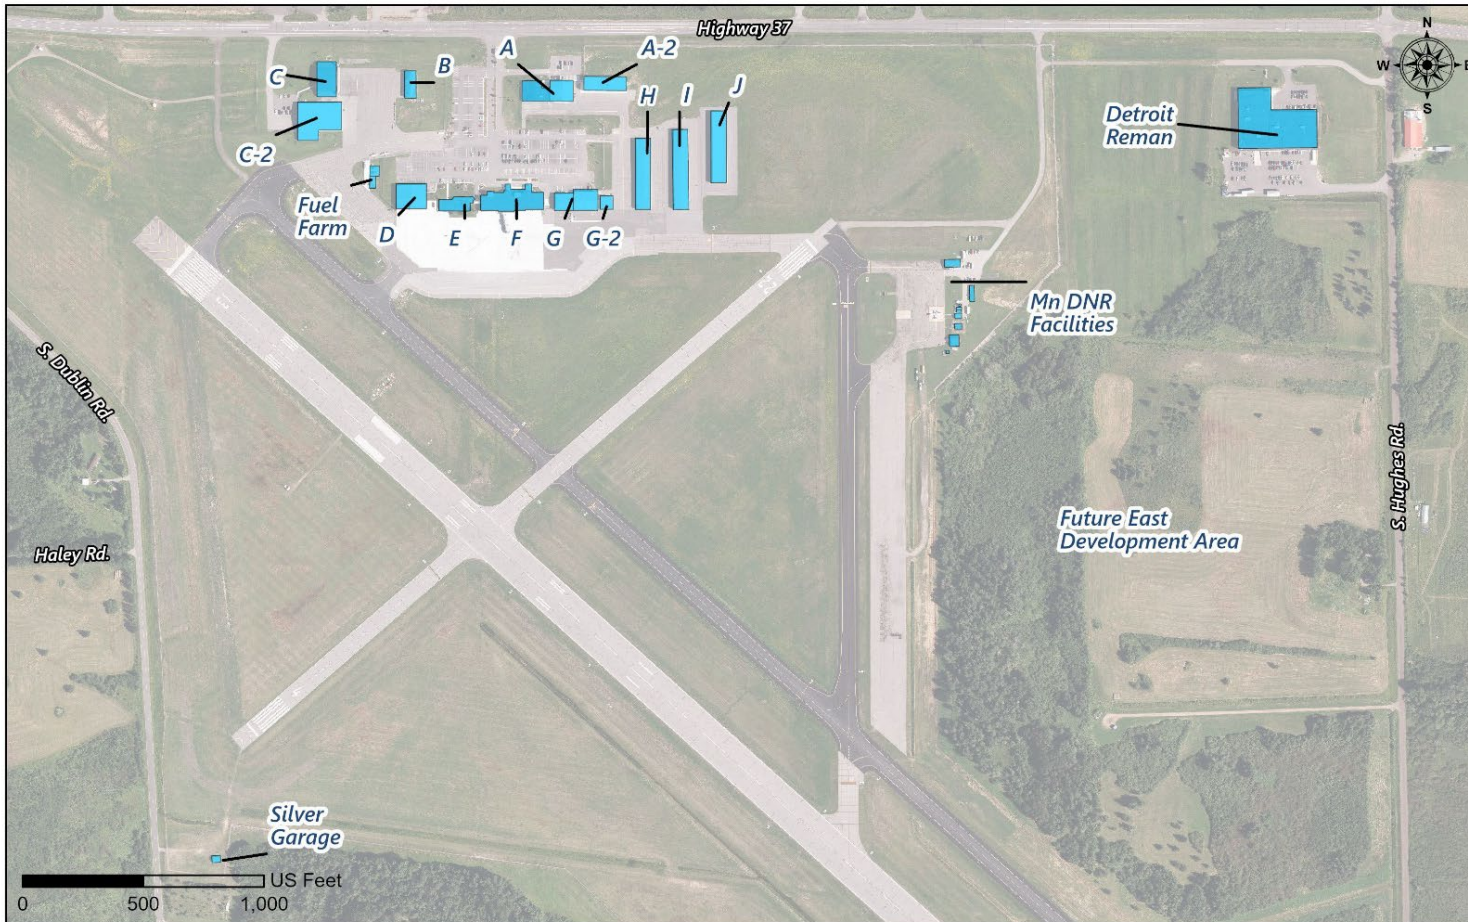 Highway 37
N
W
E
S
A
A-2
B
C
H
I
J
Detroit
Reman
C-2
Fuel
Farm
D
E
F
G
G-2
Mn DNR
Facilities
S. Dublin Rd.
S. Hughes Rd.
Future East
Development Area
Haley Rd.
Silver
Garage
US Feet
0
500
1,000